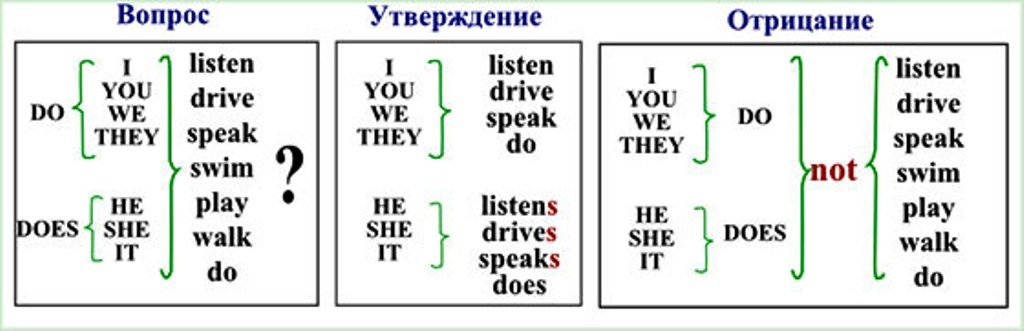 Вопрос
DO
I
YOU
WE
THEY
DOES
HE
SHE
IT
listen
drive
speak
swim
play
walk
do
?
Утверждение
I
YOU
WE
THEY
listen
drive
speak
do
HE
SHE
IT
listens
drives
speaks
does
Отрицание
I
YOU
WE
THEY
DO
HE
SHE
IT
DOES
not
listen
drive
speak
swim
play
walk
do